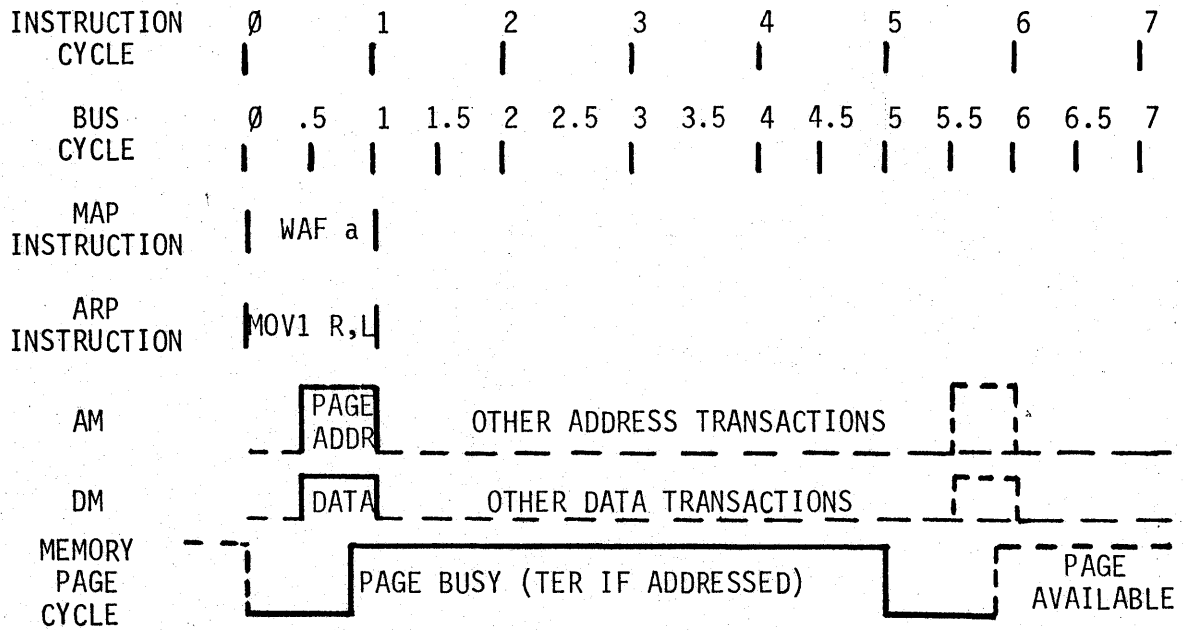 INSTRUCTION CYCLE Ø 1 2 3 4 5 6 7
BUS CYCLE Ø .5 1 1.5 2 2.5 3 3.5 4 4.5 5 5.5 6 6.5 7
MAP INSTRUCTION WAF a
ARP INSTRUCTION MOV1 R,L
AM PAGE ADDR OTHER ADDRESS TRANSACTIONS
DM DATA OTHER DATA TRANSACTIONS
MEMORY PAGE CYCLE PAGE BUSY (TER IF ADDRESSED) PAGE AVAILABLE